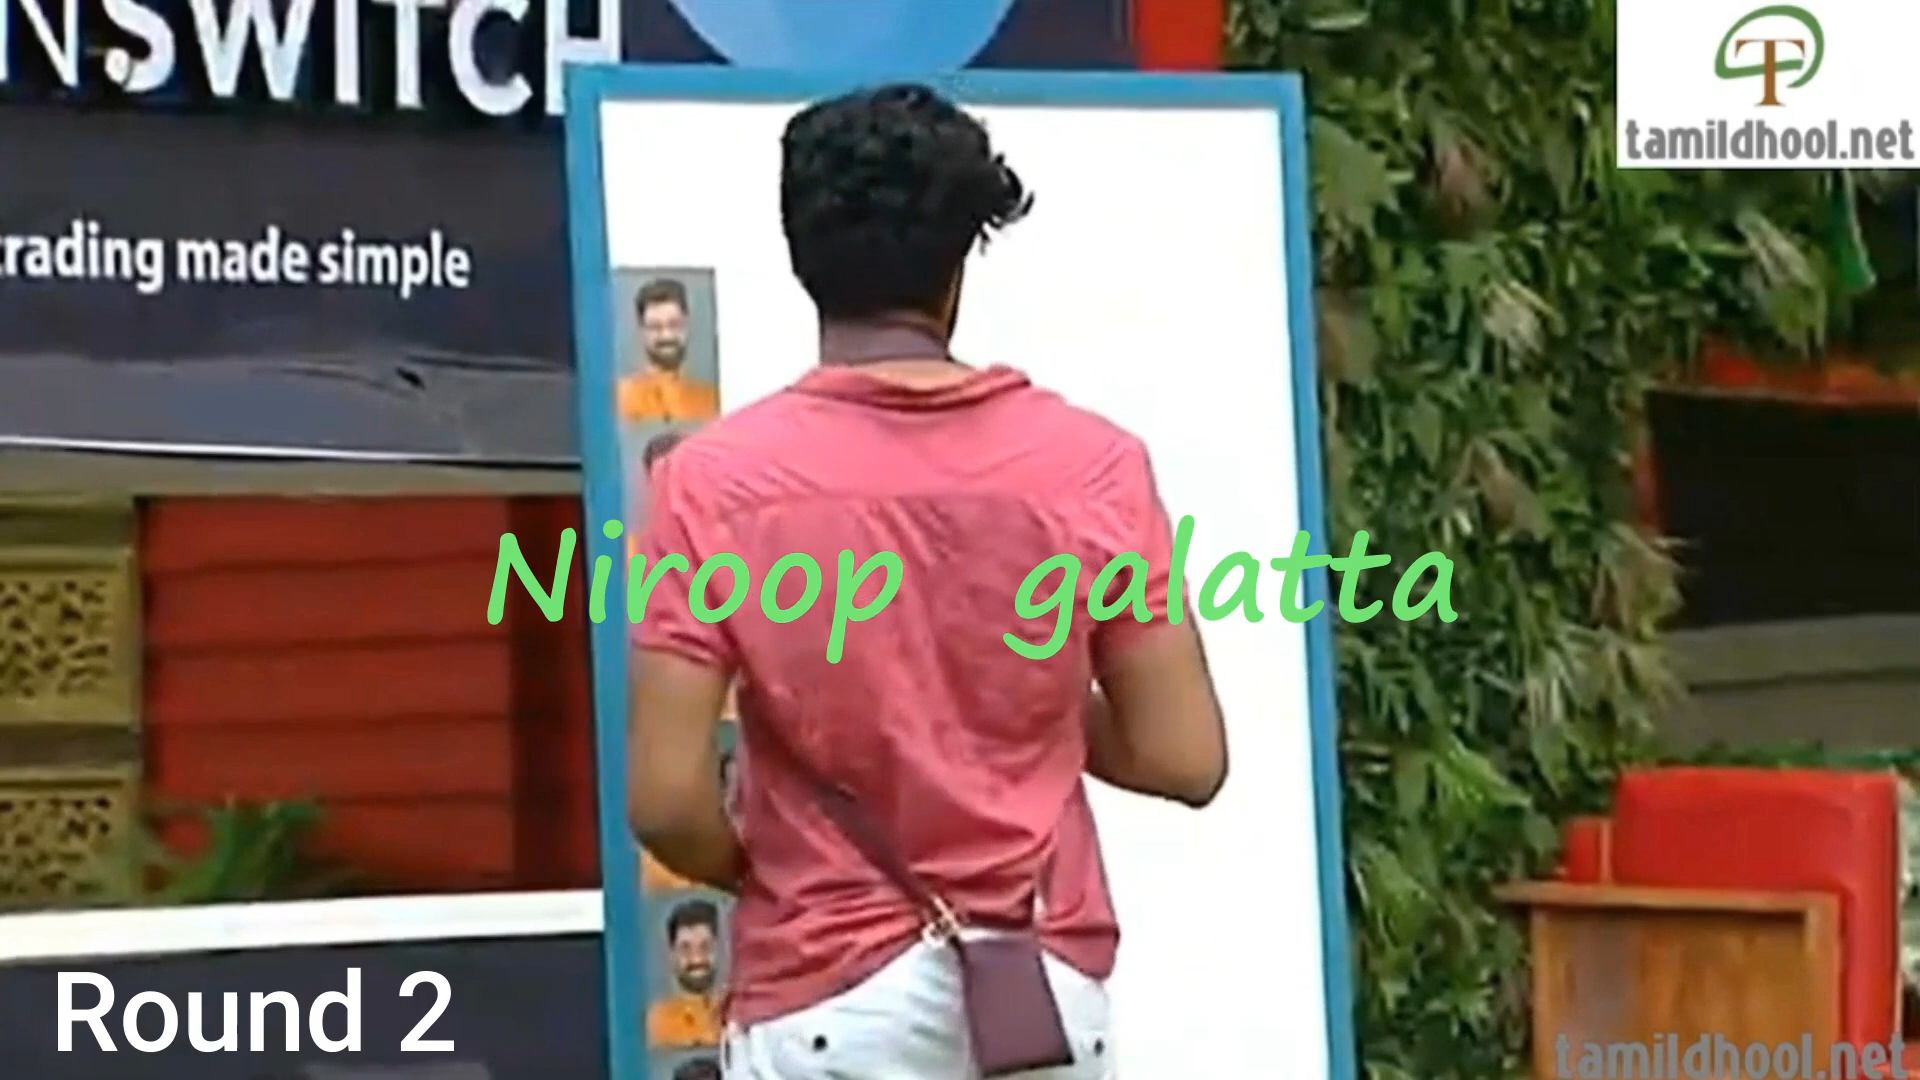 NSWITCH
trading made simple
T
tamildhool.net
Niroop galatta
Round 2
tamildhool.net